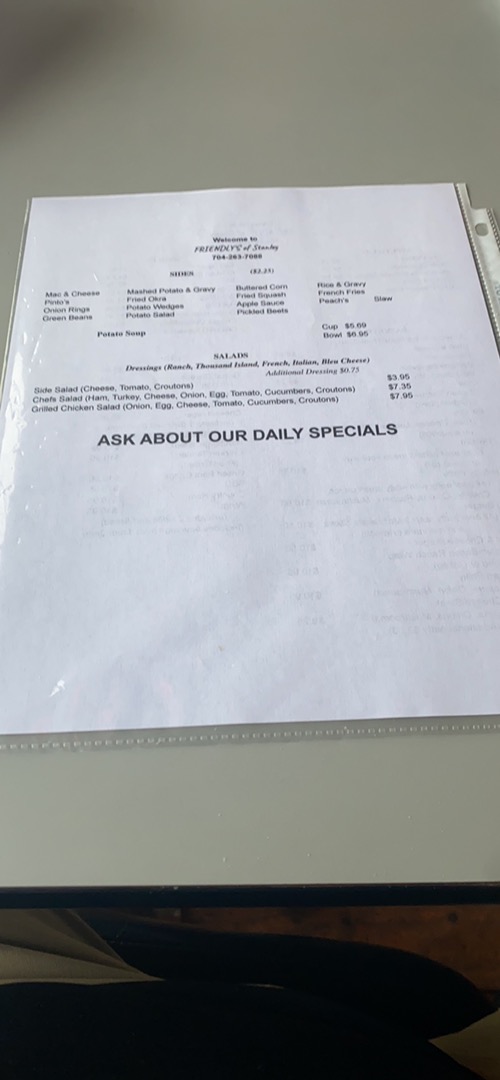 Welcome to
FRIENDLY'S of Stanley
704-263-7088
SIDES ($3.25)
Mac & Cheese Mashed Potato & Gravy Buttered Corn Rice & Gravy
Pinto's Fried Okra Fried Squash French Fries
Onion Rings Potato Wedges Apple Sauce Peach's Slaw
Green Beans Potato Salad Pickled Beets
Potato Soup Cup $5.69
Bowl $6.95
SALADS
Dressings (Ranch, Thousand Island, French, Italian, Bleu Cheese)
Additional Dressing $0.75
Side Salad (Cheese, Tomato, Croutons) $3.95
Chefs Salad (Ham, Turkey, Cheese, Onion, Egg, Tomato, Cucumbers, Croutons) $7.35
Grilled Chicken Salad (Onion, Egg, Cheese, Tomato, Cucumbers, Croutons) $7.95
ASK ABOUT OUR DAILY SPECIALS